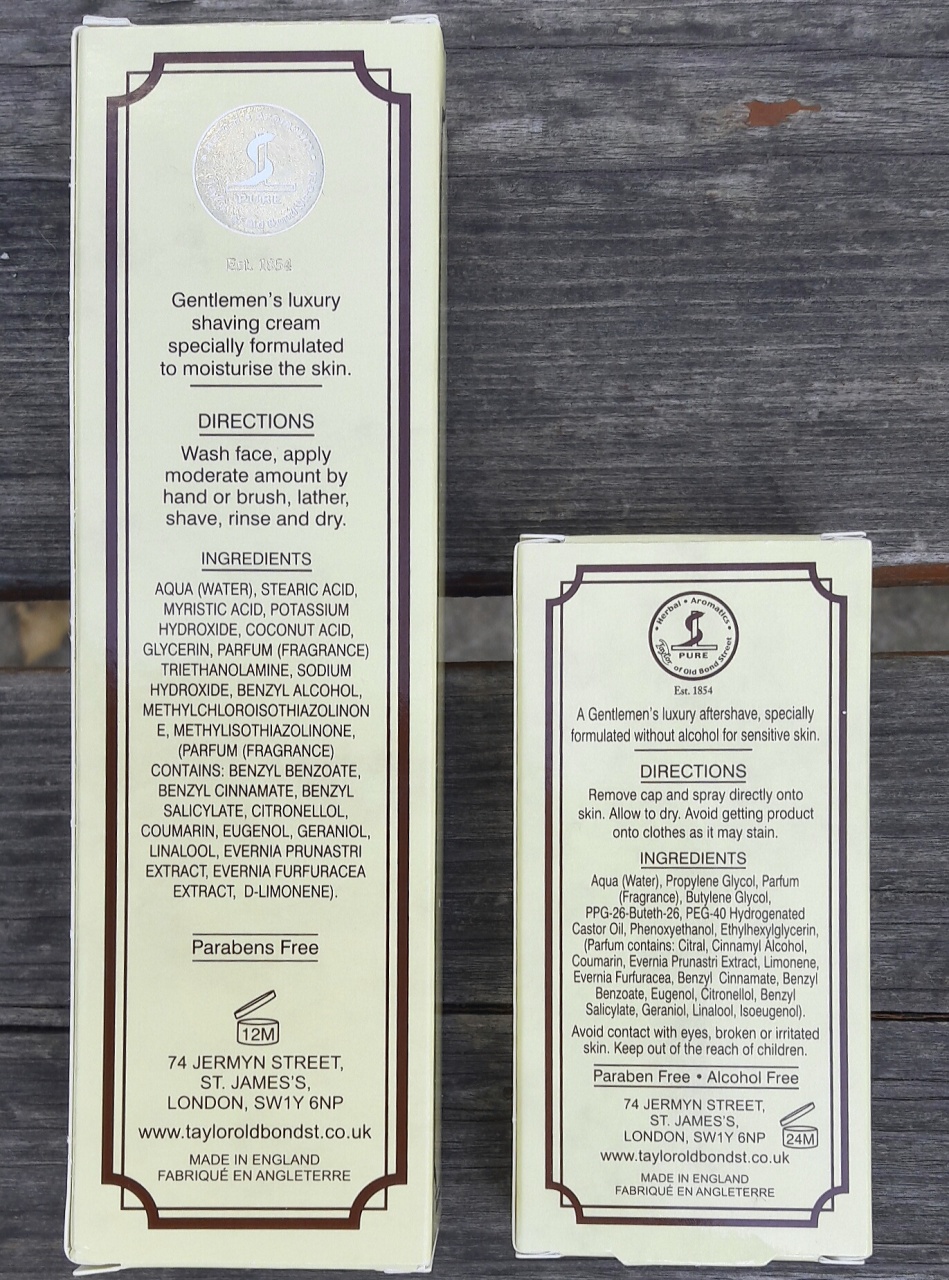 PURE
Est. 1854
Gentlemen's luxury
shaving cream
specially formulated
to moisturise the skin.
DIRECTIONS
Wash face, apply
moderate amount by
hand or brush, lather,
shave, rinse and dry.
INGREDIENTS
AQUA (WATER), STEARIC ACID,
MYRISTIC ACID, POTASSIUM
HYDROXIDE, COCONUT ACID,
GLYCERIN, PARFUM (FRAGRANCE)
TRIETHANOLAMINE, SODIUM
HYDROXIDE, BENZYL ALCOHOL,
METHYLCHLOROISOTHIAZOLINON
E, METHYLISOTHIAZOLINONE,
(PARFUM (FRAGRANCE)
CONTAINS: BENZYL BENZOATE,
BENZYL CINNAMATE, BENZYL
SALICYLATE, CITRONELLOL,
COUMARIN, EUGENOL, GERANIOL,
LINALOOL, EVERNIA PRUNASTRI
EXTRACT, EVERNIA FURFURACEA
EXTRACT, D-LIMONENE).
Parabens Free
12M
74 JERMYN STREET,
ST. JAMES'S,
LONDON, SW1Y 6NP
www.tayloroldbondst.co.uk
MADE IN ENGLAND
FABRIQUÉ EN ANGLETERRE
Herbal • Aromatics
PURE
Taylor of Old Bond Street
Est. 1854
A Gentlemen's luxury aftershave, specially
formulated without alcohol for sensitive skin.
DIRECTIONS
Remove cap and spray directly onto
skin. Allow to dry. Avoid getting product
onto clothes as it may stain.
INGREDIENTS
Aqua (Water), Propylene Glycol, Parfum
(Fragrance), Butylene Glycol,
PPG-26-Buteth-26, PEG-40 Hydrogenated
Castor Oil, Phenoxyethanol, Ethylhexylglycerin,
(Parfum contains: Citral, Cinnamyl Alcohol,
Coumarin, Evernia Prunastri Extract, Limonene,
Evernia Furfuracea, Benzyl Cinnamate, Benzyl
Benzoate, Eugenol, Citronellol, Benzyl
Salicylate, Geraniol, Linalool, Isoeugenol).
Avoid contact with eyes, broken or irritated
skin. Keep out of the reach of children.
Paraben Free • Alcohol Free
74 JERMYN STREET,
ST. JAMES'S,
LONDON, SW1Y 6NP
24M
www.tayloroldbondst.co.uk
MADE IN ENGLAND
FABRIQUÉ EN ANGLETERRE